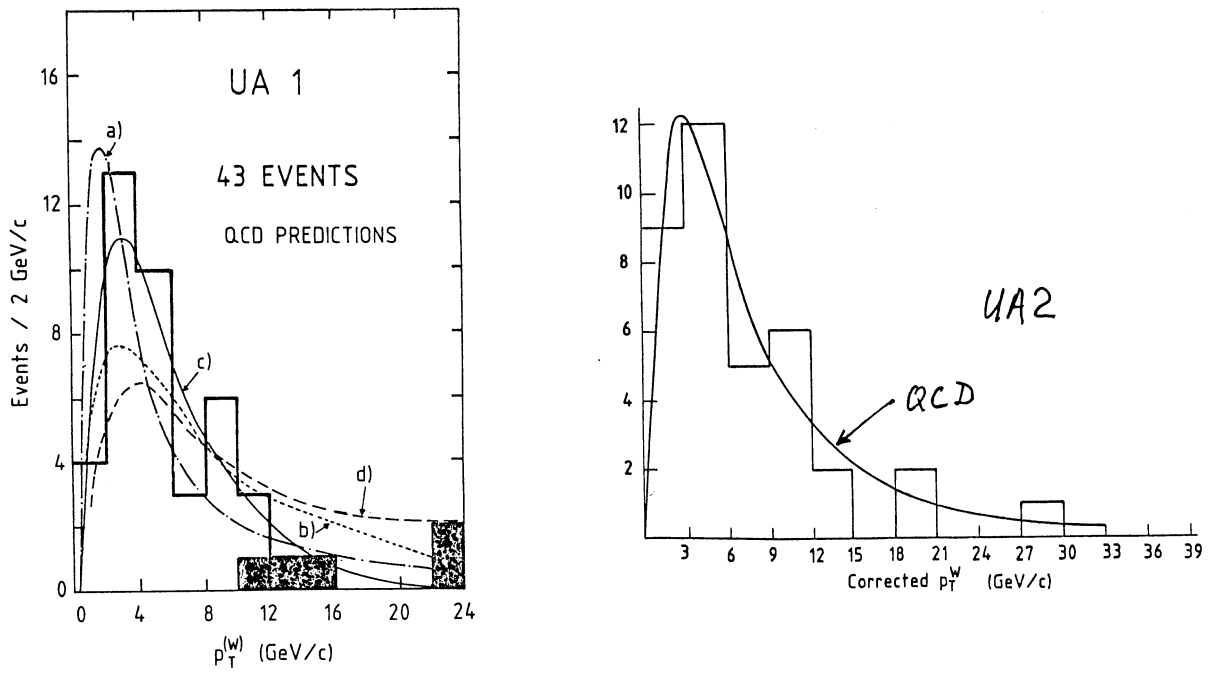 UA 1
43 EVENTS
QCD PREDICTIONS
a)
c)
d)
b)
Events / 2 GeV/c
16
12
8
4
0
0 4 8 12 16 20 24
p_T^(W) (GeV/c)
12
10
8
6
4
2
UA2
QCD
3 6 9 12 15 18 21 27 30 33 36 39
Corrected p_T^W (GeV/c)